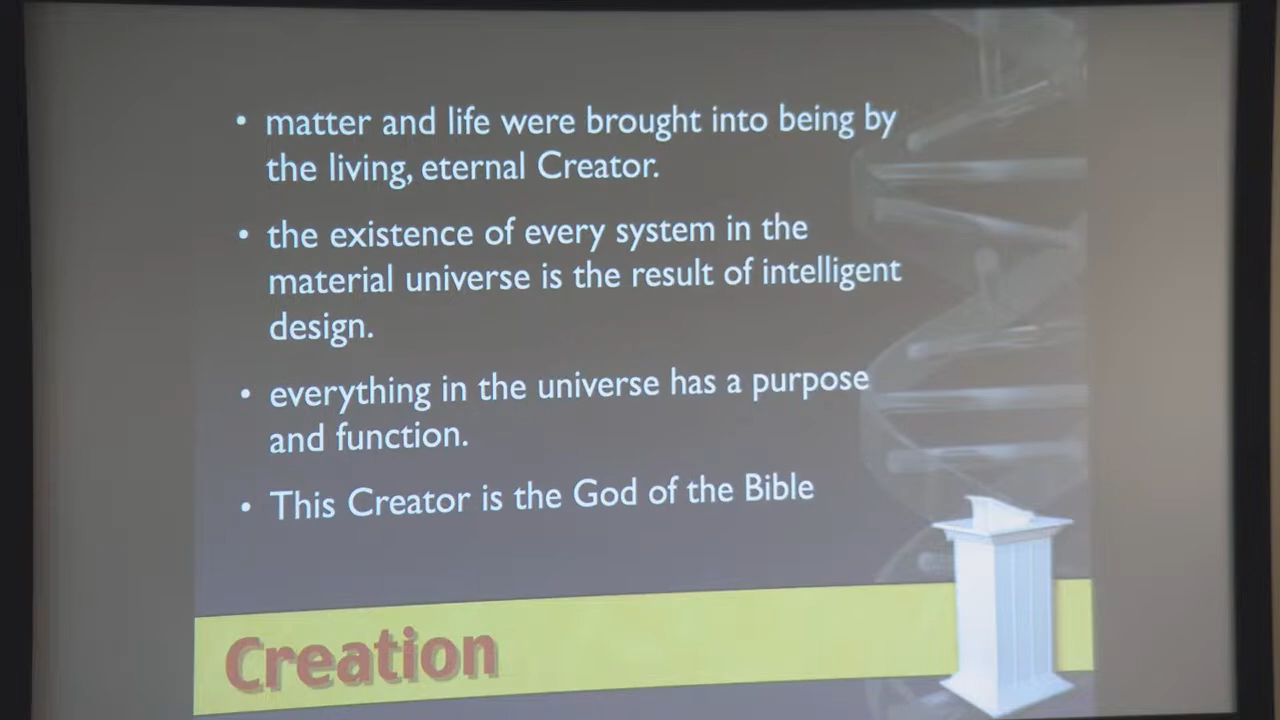 • matter and life were brought into being by
the living, eternal Creator.
• the existence of every system in the
material universe is the result of intelligent
design.
• everything in the universe has a purpose
and function.
• This Creator is the God of the Bible
Creation